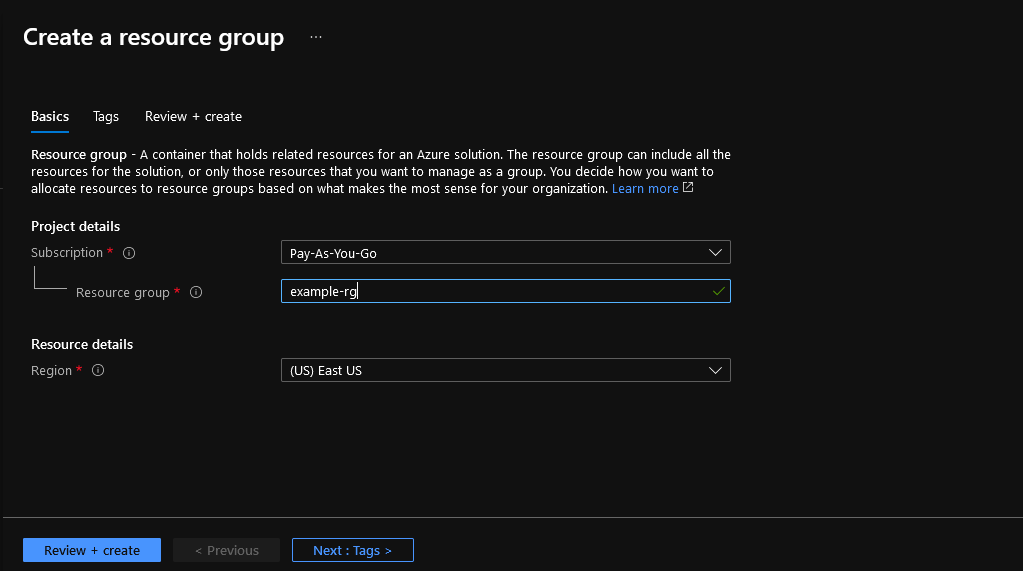 Create a resource group ...
Basics Tags Review + create
Resource group - A container that holds related resources for an Azure solution. The resource group can include all the
resources for the solution, or only those resources that you want to manage as a group. You decide how you want to
allocate resources to resource groups based on what makes the most sense for your organization. Learn more
Project details
Subscription * Pay-As-You-Go
Resource group * example-rg
Resource details
Region * (US) East US
Review + create < Previous Next : Tags >